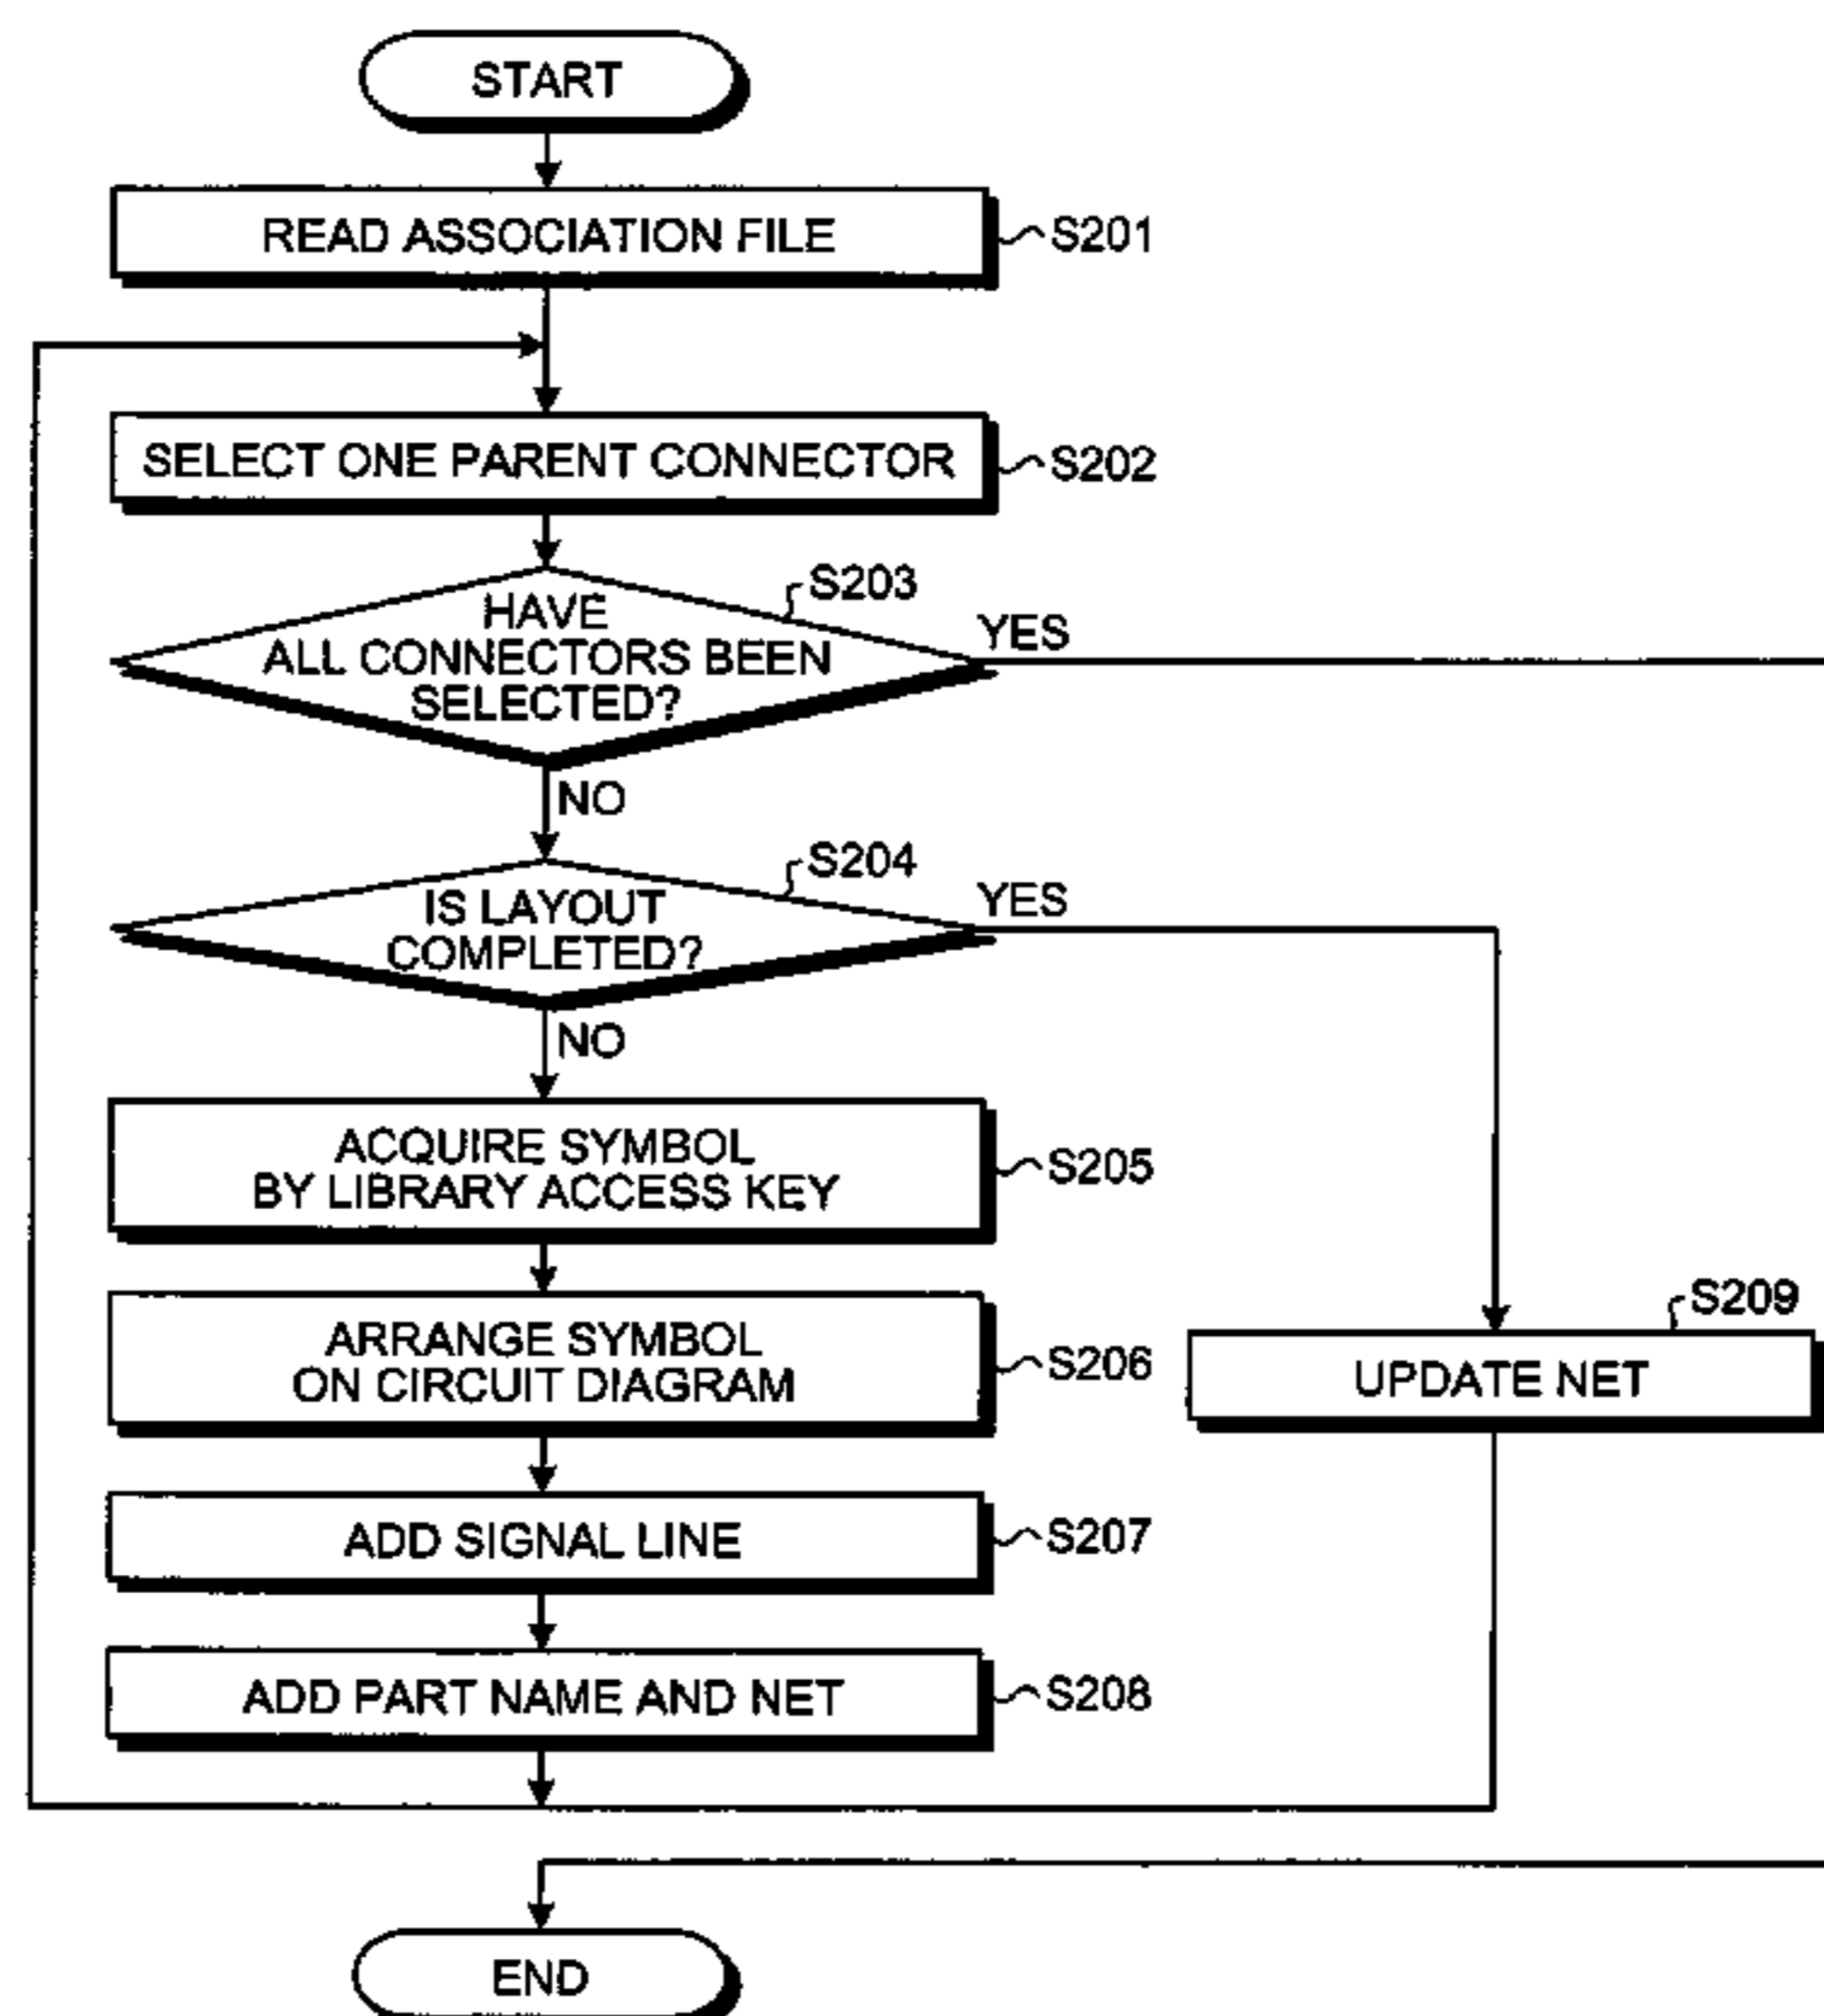 START
READ ASSOCIATION FILE
S201
SELECT ONE PARENT CONNECTOR
S202
S203
HAVE
ALL CONNECTORS BEEN
SELECTED?
YES
NO
S204
IS LAYOUT
COMPLETED?
YES
NO
ACQUIRE SYMBOL
BY LIBRARY ACCESS KEY
S205
ARRANGE SYMBOL
ON CIRCUIT DIAGRAM
S206
S209
UPDATE NET
ADD SIGNAL LINE
S207
ADD PART NAME AND NET
S208
END